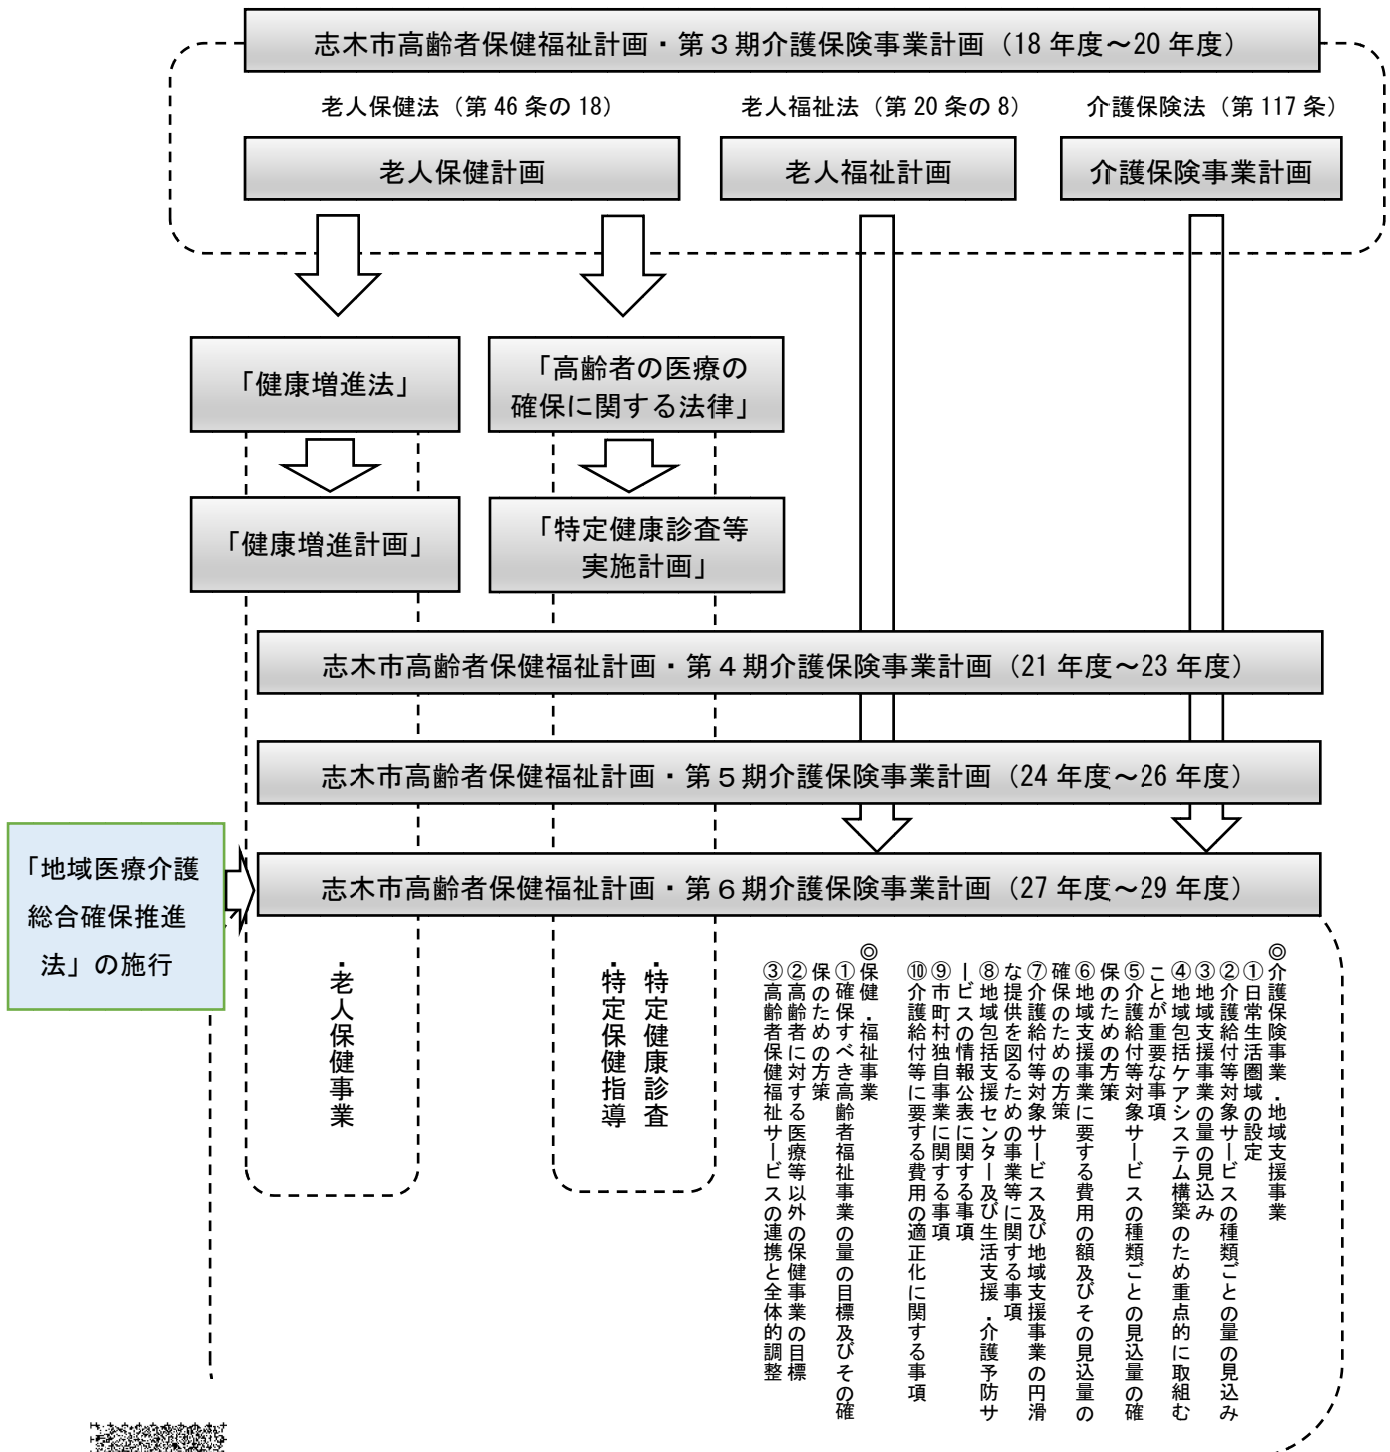 志木市高齢者保健福祉計画・第３期介護保険事業計画（18 年度～20 年度）
老人保健法（第 46 条の 18）
老人福祉法（第 20 条の 8）
介護保険法（第 117 条）
老人保健計画
老人福祉計画
介護保険事業計画
「健康増進法」
「高齢者の医療の
確保に関する法律」
「健康増進計画」
「特定健康診査等
実施計画」
志木市高齢者保健福祉計画・第４期介護保険事業計画（21 年度～23 年度）
志木市高齢者保健福祉計画・第５期介護保険事業計画（24 年度～26 年度）
「地域医療介護
総合確保推進
法」の施行
志木市高齢者保健福祉計画・第６期介護保険事業計画（27 年度～29 年度）
・老人保健事業
・特定健康診査
・特定保健指導
◎介護保険事業・地域支援事業
①日常生活圏域の設定
②介護給付等対象サービスの種類ごとの量の見込み
③地域支援事業の量の見込み
④地域包括ケアシステム構築のため重点的に取組む
ことが重要な事項
⑤介護給付等対象サービスの種類ごとの見込量の確
保のための方策
⑥地域支援事業に要する費用の額及びその見込量の
確保のための方策
⑦介護給付等対象サービス及び地域支援事業の円滑
な提供を図るための事業等に関する事項
⑧地域包括支援センター及び生活支援・介護予防サ
ービスの情報公表に関する事項
⑨市町村独自事業に関する事項
⑩介護給付等に要する費用の適正化に関する事項
◎保健・福祉事業
①確保すべき高齢者福祉事業の量の目標及びその確
保のための方策
②高齢者に対する医療等以外の保健事業の目標
③高齢者保健福祉サービスの連携と全体的調整